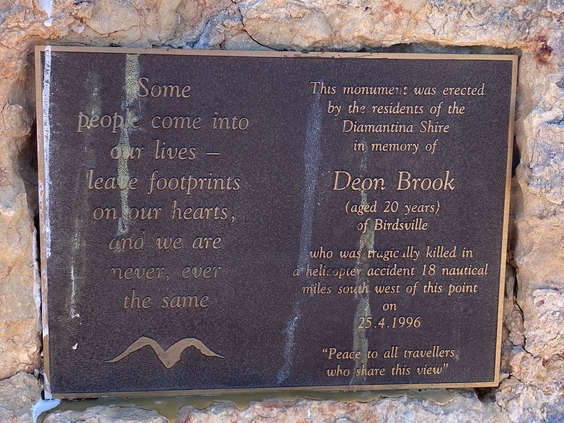 Some
people come into
our lives –
leave footprints
on our hearts,
and we are
never, ever
the same
This monument was erected
by the residents of the
Diamantina Shire
in memory of
Deon Brook
(aged 20 years)
of Birdsville
who was tragically killed in
a helicopter accident 18 nautical
miles south west of this point
on
25.4.1996
"Peace to all travellers
who share this view"